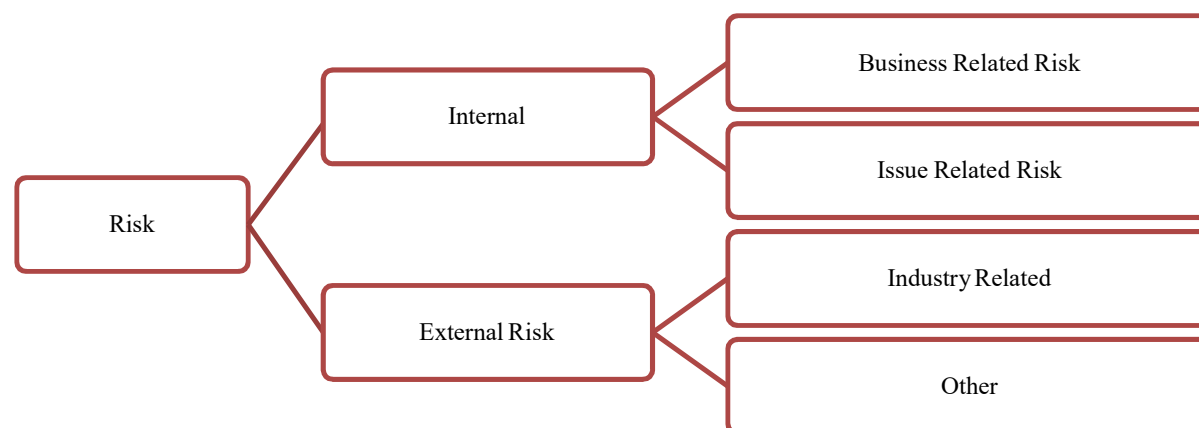 Business Related Risk
Internal
Issue Related Risk
Risk
Industry Related
External Risk
Other